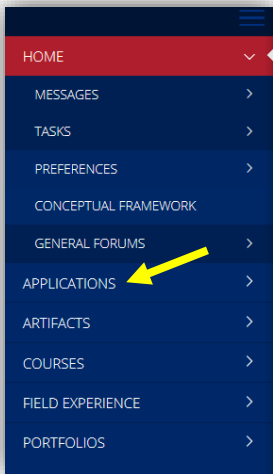 HOME
MESSAGES
TASKS
PREFERENCES
CONCEPTUAL FRAMEWORK
GENERAL FORUMS
APPLICATIONS
ARTIFACTS
COURSES
FIELD EXPERIENCE
PORTFOLIOS